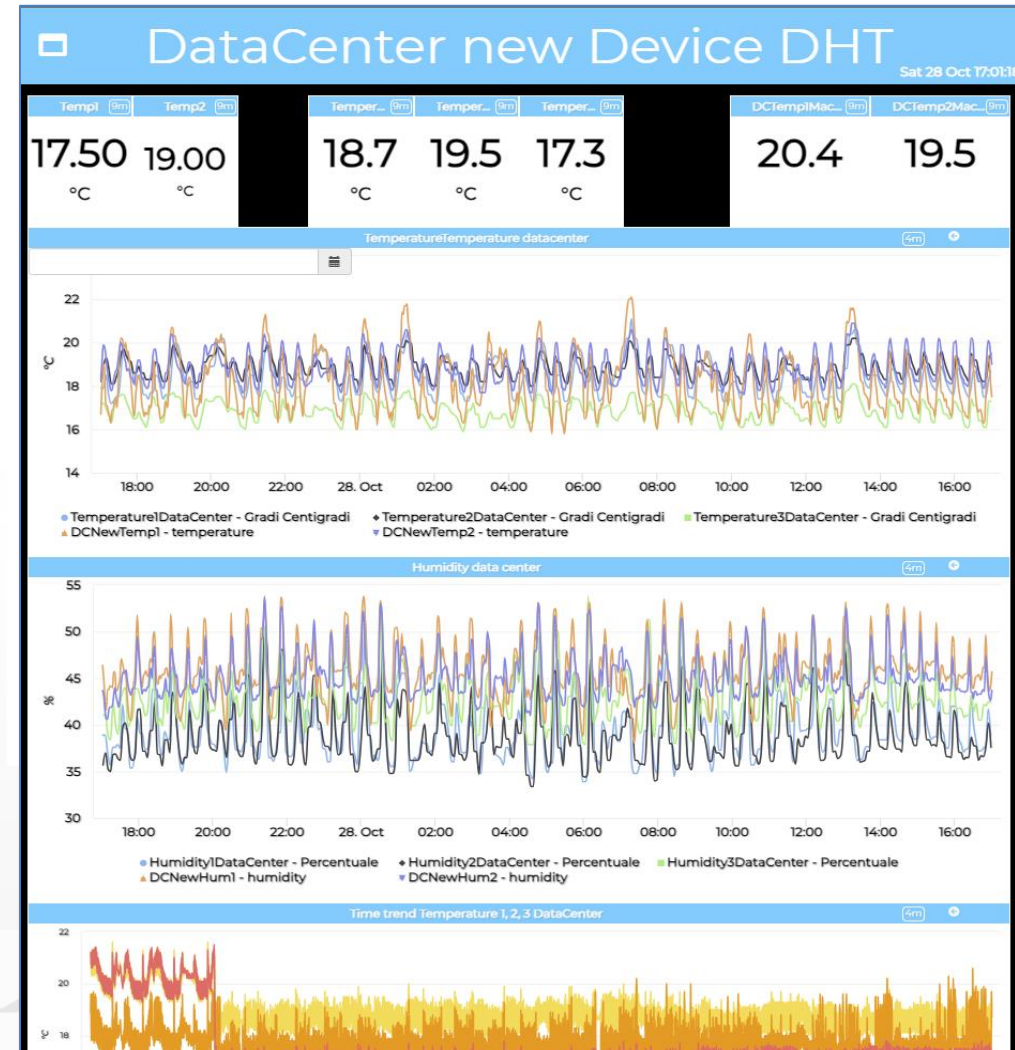 DataCenter new Device DHT
Sat 28 Oct 17:01:18
Temp1 9m Temp2 9m Temper... 9m Temper... 9m Temper... 9m DCTemp1Mac... 9m DCTemp2Mac... 9m
17.50 19.00 18.7 19.5 17.3 20.4 19.5
°C °C °C °C °C
TemperatureTemperature datacenter 4m
22
20
°C
18
16
14
18:00 20:00 22:00 28. Oct 02:00 04:00 06:00 08:00 10:00 12:00 14:00 16:00
Temperature1DataCenter - Gradi Centigradi Temperature2DataCenter - Gradi Centigradi Temperature3DataCenter - Gradi Centigradi
DCNewTemp1 - temperature DCNewTemp2 - temperature
Humidity data center 4m
55
50
45
%
40
35
30
18:00 20:00 22:00 28. Oct 02:00 04:00 06:00 08:00 10:00 12:00 14:00 16:00
Humidity1DataCenter - Percentuale Humidity2DataCenter - Percentuale Humidity3DataCenter - Percentuale
DCNewHum1 - humidity DCNewHum2 - humidity
Time trend Temperature 1, 2, 3 DataCenter 4m
22
20
°C 18